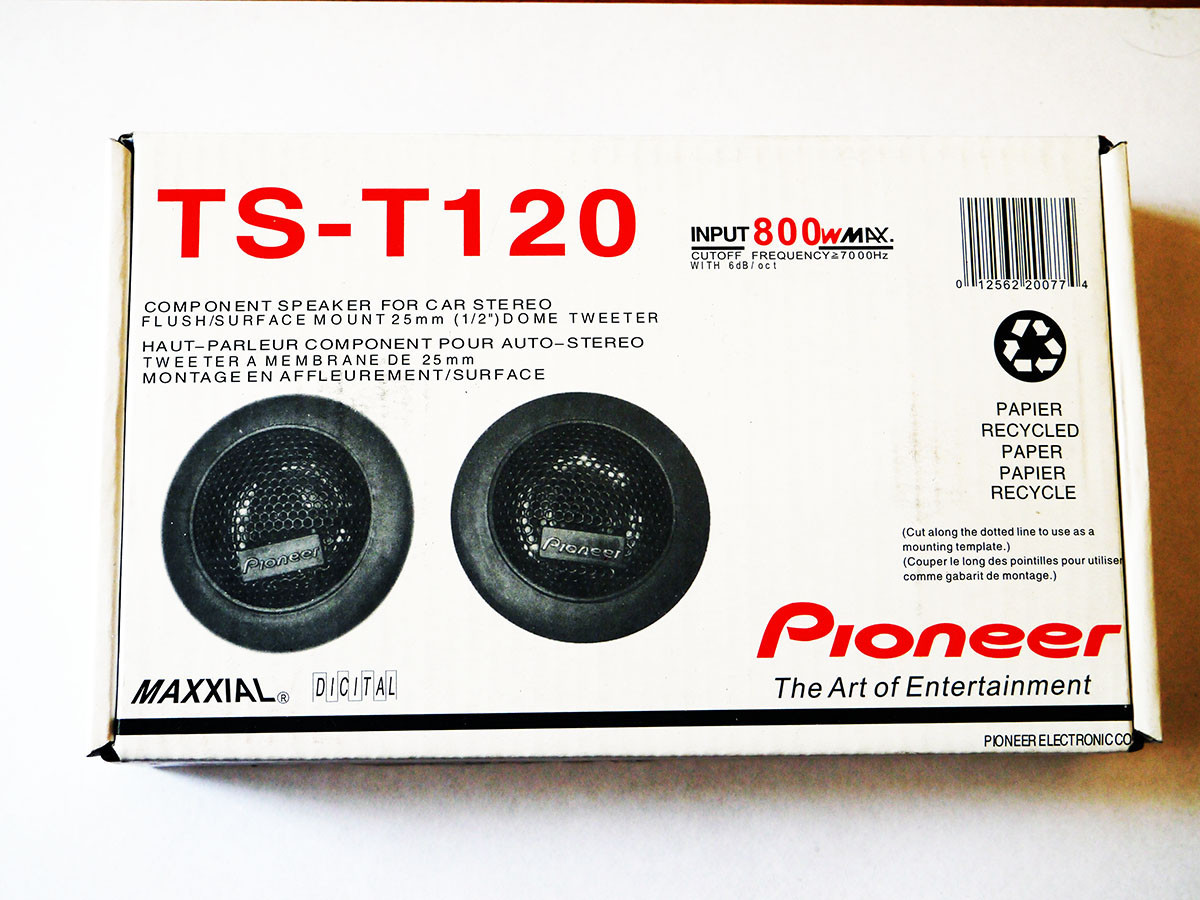 TS-T120
INPUT 800WMAX.
CUTOFF FREQUENCY≥7000Hz
WITH 6dB/oct
0 12562 20077 4
COMPONENT SPEAKER FOR CAR STEREO
FLUSH/SURFACE MOUNT 25mm (1/2")DOME TWEETER
HAUT-PARLEUR COMPONENT POUR AUTO-STEREO
TWEETER A MEMBRANE DE 25mm
MONTAGE EN AFFLEUREMENT/SURFACE
PAPIER
RECYCLED
PAPER
PAPIER
RECYCLE
(Cut along the dotted line to use as a
mounting template.)
(Couper le long des pointilles pour utiliser
comme gabarit de montage.)
Pioneer
Pioneer
Pioneer
The Art of Entertainment
MAXXIAL®
DICITAL
PIONEER ELECTRONIC CO